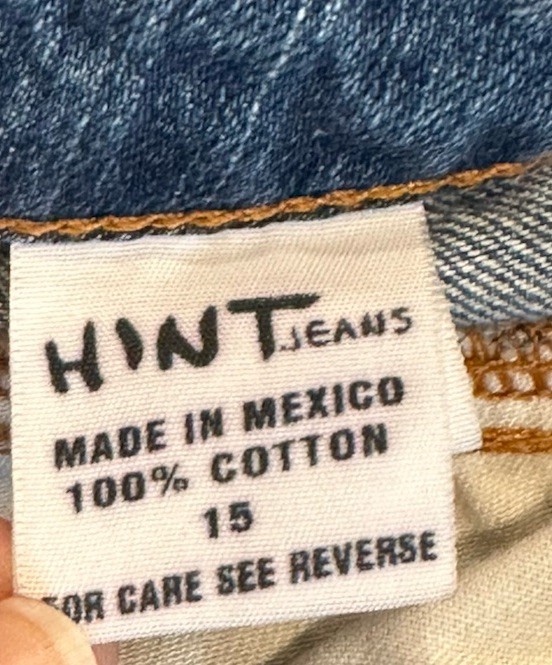 HINT JEANS
MADE IN MEXICO
100% COTTON
15
FOR CARE SEE REVERSE